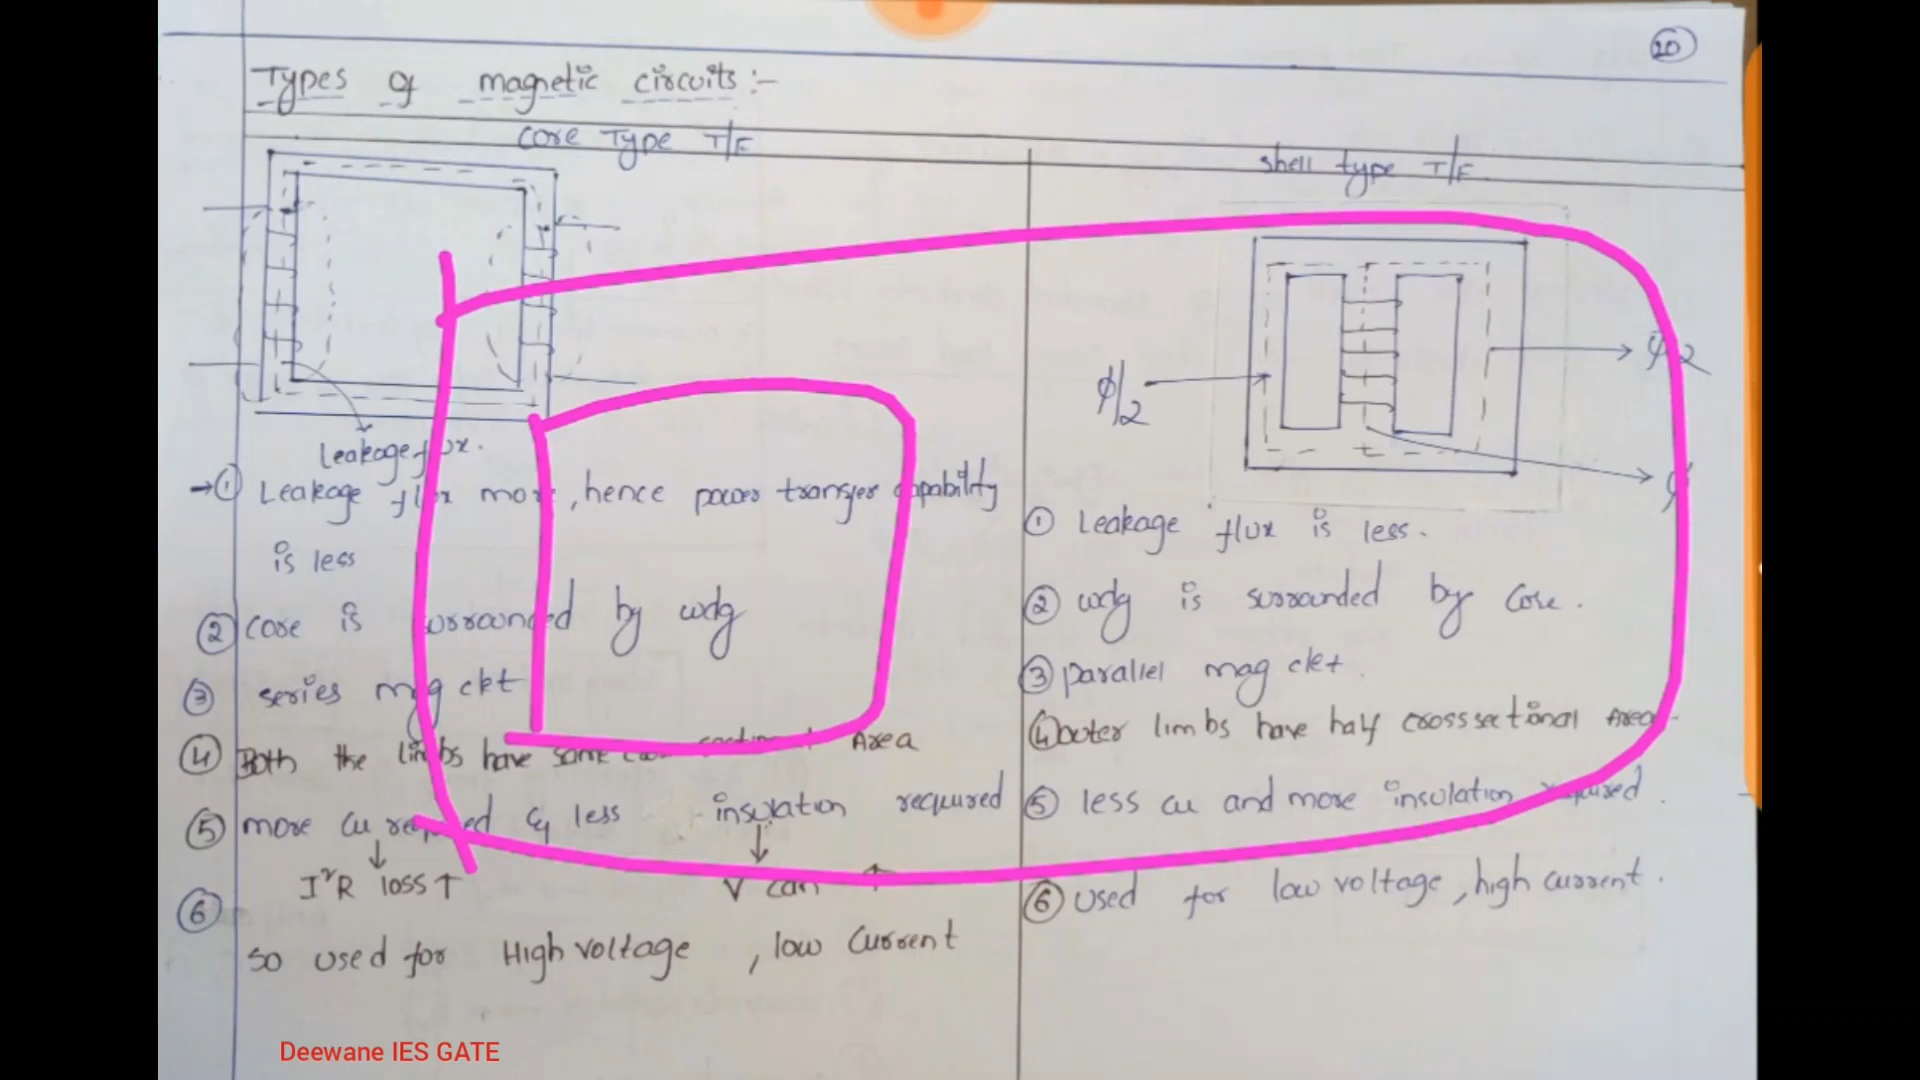 20
Types of magnetic circuits :-
Core Type T/F
shell type T/F
Leakage flux.
→① Leakage flux more, hence power transfer capability
is less
② core is surrounded by wdg
③ series mag ckt
④ Both the limbs have same Area
⑤ more cu required & less insulation required
↓ ↓
I²R loss↑ V can ↑
⑥
so used for High voltage, low Current
ϕ/2
ϕ/2
ϕ
① Leakage flux is less.
② wdg is surrounded by Core.
③ parallel mag ckt.
④ outer limbs have half crosssectional Area
⑤ less cu and more insulation required.
⑥ used for low voltage, high current.
Deewane IES GATE